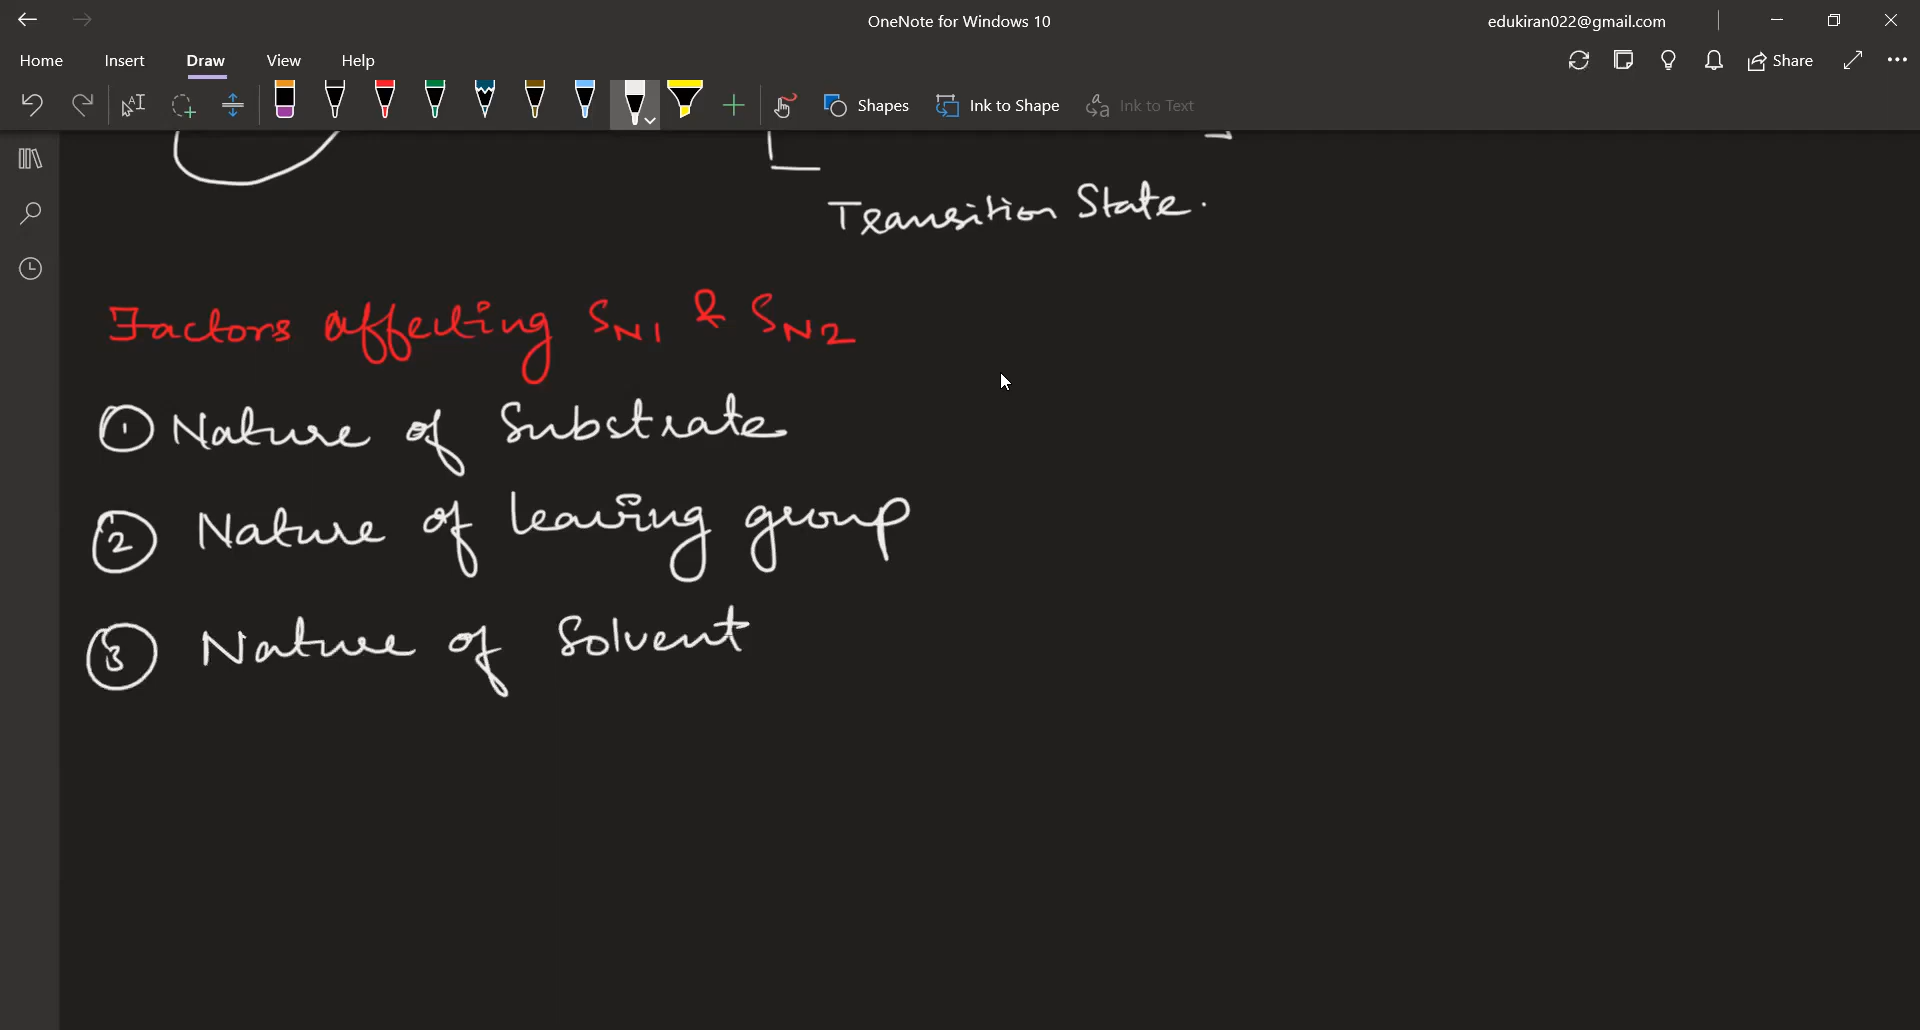 OneNote for Windows 10
edukiran022@gmail.com
Home Insert Draw View Help
Share
Shapes Ink to Shape Ink to Text
Transition State.
Factors affecting SN1 & SN2
① Nature of Substrate
② Nature of leaving group
③ Nature of Solvent